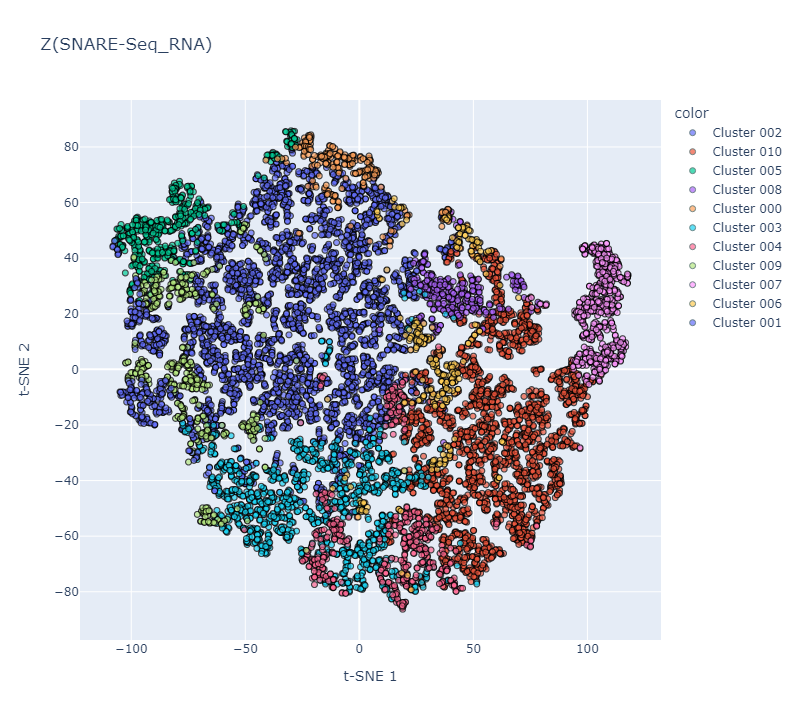 Z(SNARE-Seq_RNA)
color
Cluster 002
Cluster 010
Cluster 005
Cluster 008
Cluster 000
Cluster 003
Cluster 004
Cluster 009
Cluster 007
Cluster 006
Cluster 001
80
60
40
20
0
−20
−40
−60
−80
t-SNE 2
−100 −50 0 50 100
t-SNE 1